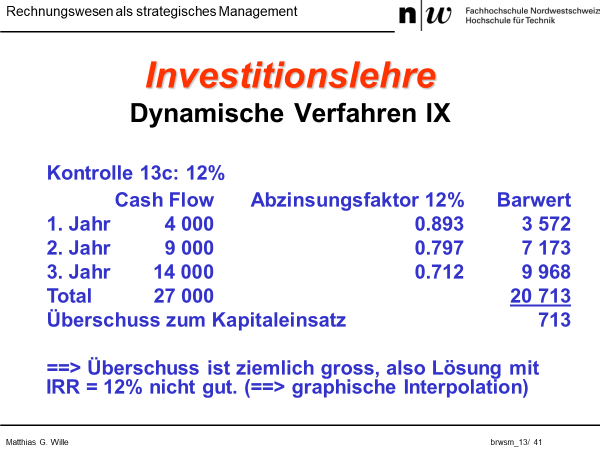 Rechnungswesen als strategisches Management
n|w
Fachhochschule Nordwestschweiz
Hochschule für Technik
Investitionslehre
Dynamische Verfahren IX
Kontrolle 13c: 12%
Cash Flow Abzinsungsfaktor 12% Barwert
1. Jahr 4 000 0.893 3 572
2. Jahr 9 000 0.797 7 173
3. Jahr 14 000 0.712 9 968
Total 27 000 20 713
Überschuss zum Kapitaleinsatz 713
==> Überschuss ist ziemlich gross, also Lösung mit
IRR = 12% nicht gut. (==> graphische Interpolation)
Matthias G. Wille brwsm_13/ 41